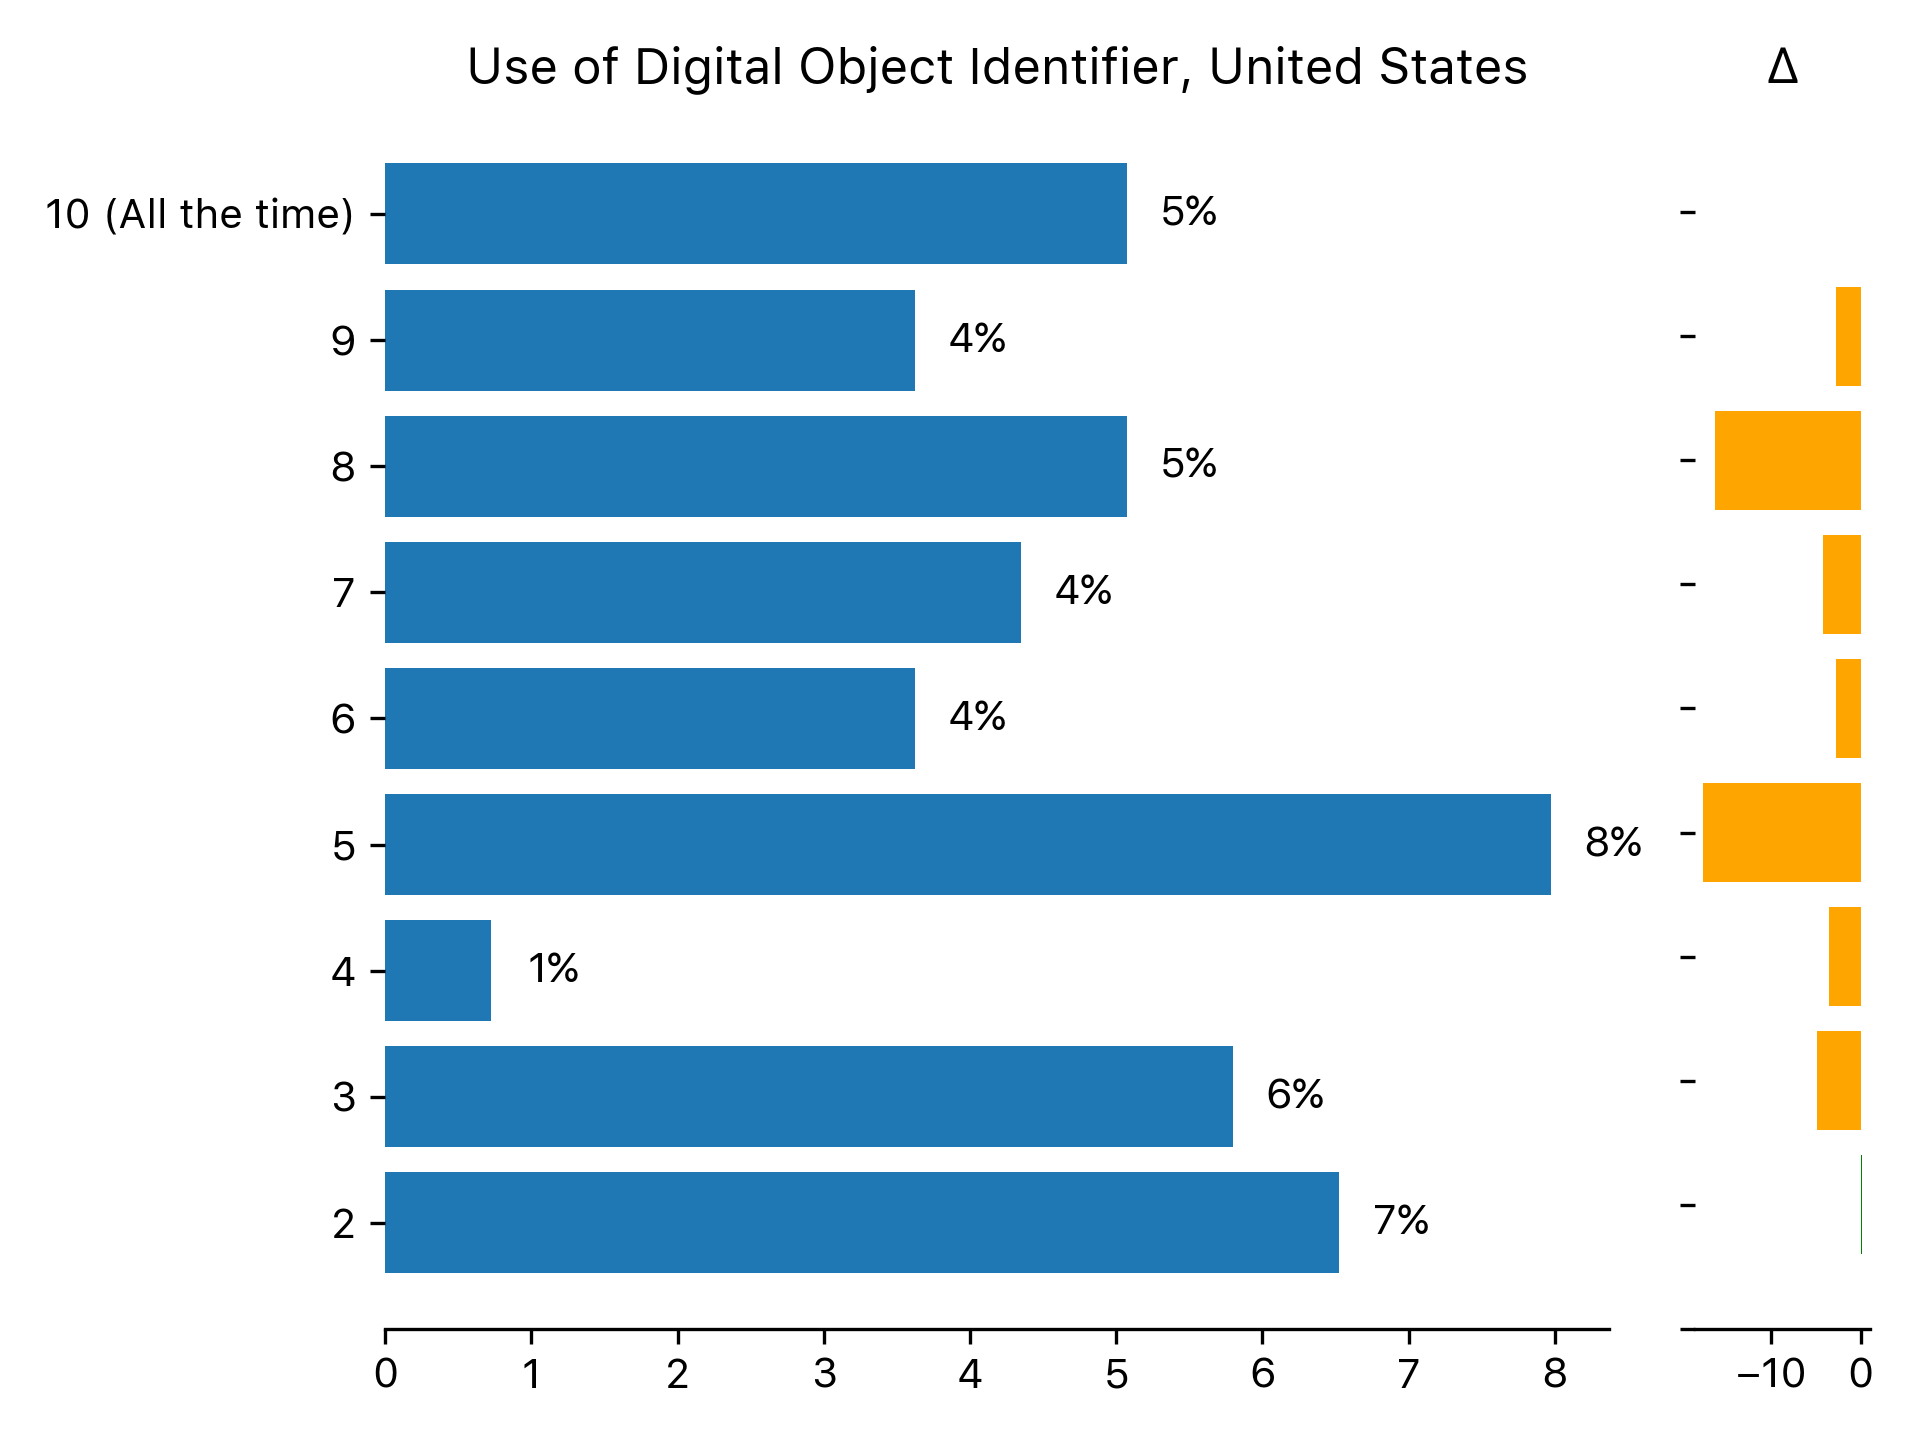 Use of Digital Object Identifier, United States Δ
10 (All the time) 5%
9 4%
8 5%
7 4%
6 4%
5 8%
4 1%
3 6%
2 7%
0 1 2 3 4 5 6 7 8 −10 0